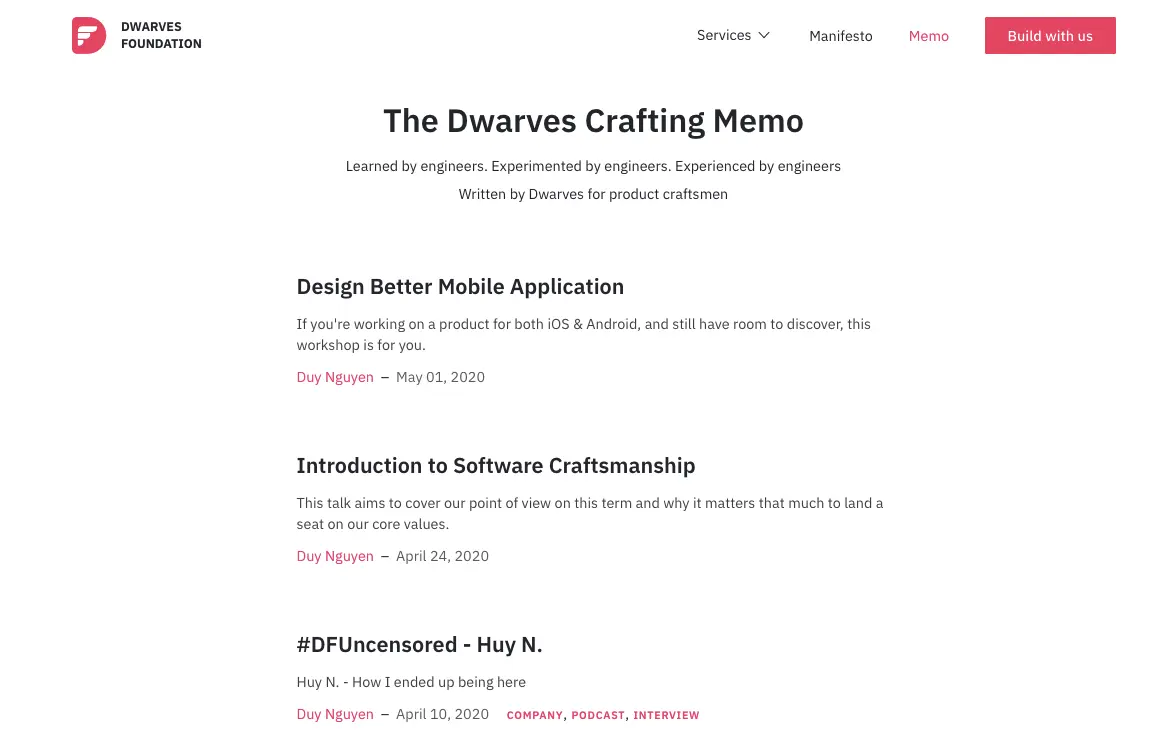 DWARVES
FOUNDATION
Services
Manifesto
Memo
Build with us
The Dwarves Crafting Memo
Learned by engineers. Experimented by engineers. Experienced by engineers
Written by Dwarves for product craftsmen
Design Better Mobile Application
If you're working on a product for both iOS & Android, and still have room to discover, this
workshop is for you.
Duy Nguyen – May 01, 2020
Introduction to Software Craftsmanship
This talk aims to cover our point of view on this term and why it matters that much to land a
seat on our core values.
Duy Nguyen – April 24, 2020
#DFUncensored - Huy N.
Huy N. - How I ended up being here
Duy Nguyen – April 10, 2020 COMPANY, PODCAST, INTERVIEW